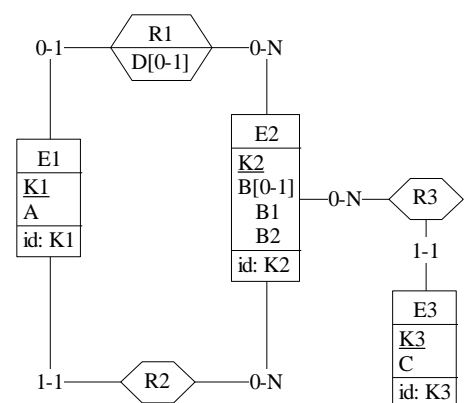 R1
0-1
0-N
D[0-1]
E1
K1
A
id: K1
E2
K2
B[0-1]
B1
B2
id: K2
0-N
R3
1-1
E3
K3
C
id: K3
1-1
R2
0-N